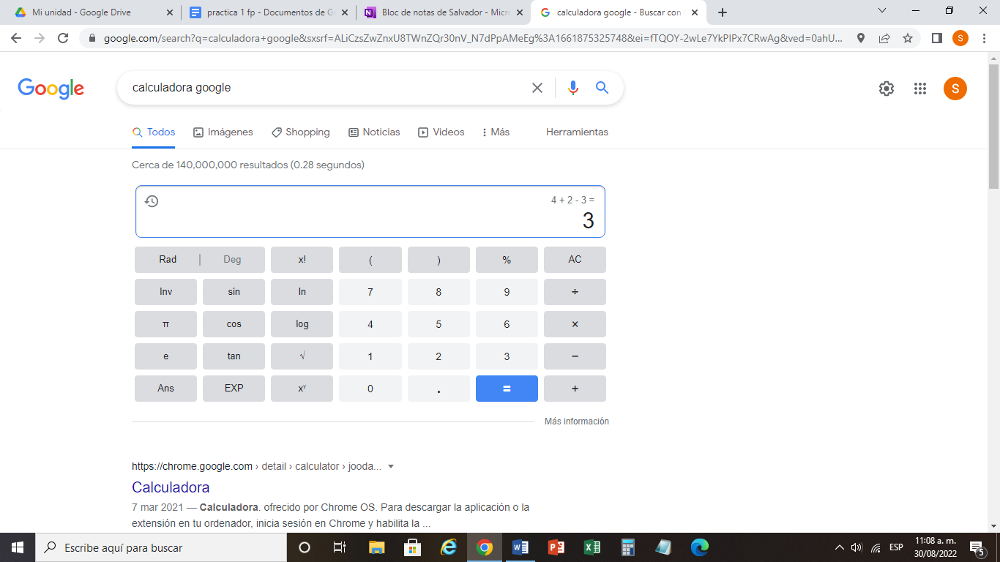 Mi unidad - Google Drive
practica 1 fp - Documentos de G
Bloc de notas de Salvador - Micr
calculadora google - Buscar con
google.com/search?q=calculadora+google&sxsrf=ALiCzsZwZnxU8TWnZQr30nV_N7dPpAMeEg%3A1661875325748&ei=fTQOY-2wLe7YkPIPx7CRwAg&ved=0ahU...
S
Google
calculadora google
S
Todos
Imágenes
Shopping
Noticias
Videos
Más
Herramientas
Cerca de 140,000,000 resultados (0.28 segundos)
4 + 2 - 3 =
3
Rad | Deg x! ( ) % AC
Inv sin ln 7 8 9 ÷
π cos log 4 5 6 ×
e tan √ 1 2 3 −
Ans EXP xʸ 0 . = +
Más información
https://chrome.google.com › detail › calculator › jooda...
Calculadora
7 mar 2021 — Calculadora. ofrecido por Chrome OS. Para descargar la aplicación o la
extensión en tu ordenador, inicia sesión en Chrome y habilita la ...
Escribe aquí para buscar
ESP
11:08 a. m.
30/08/2022
5